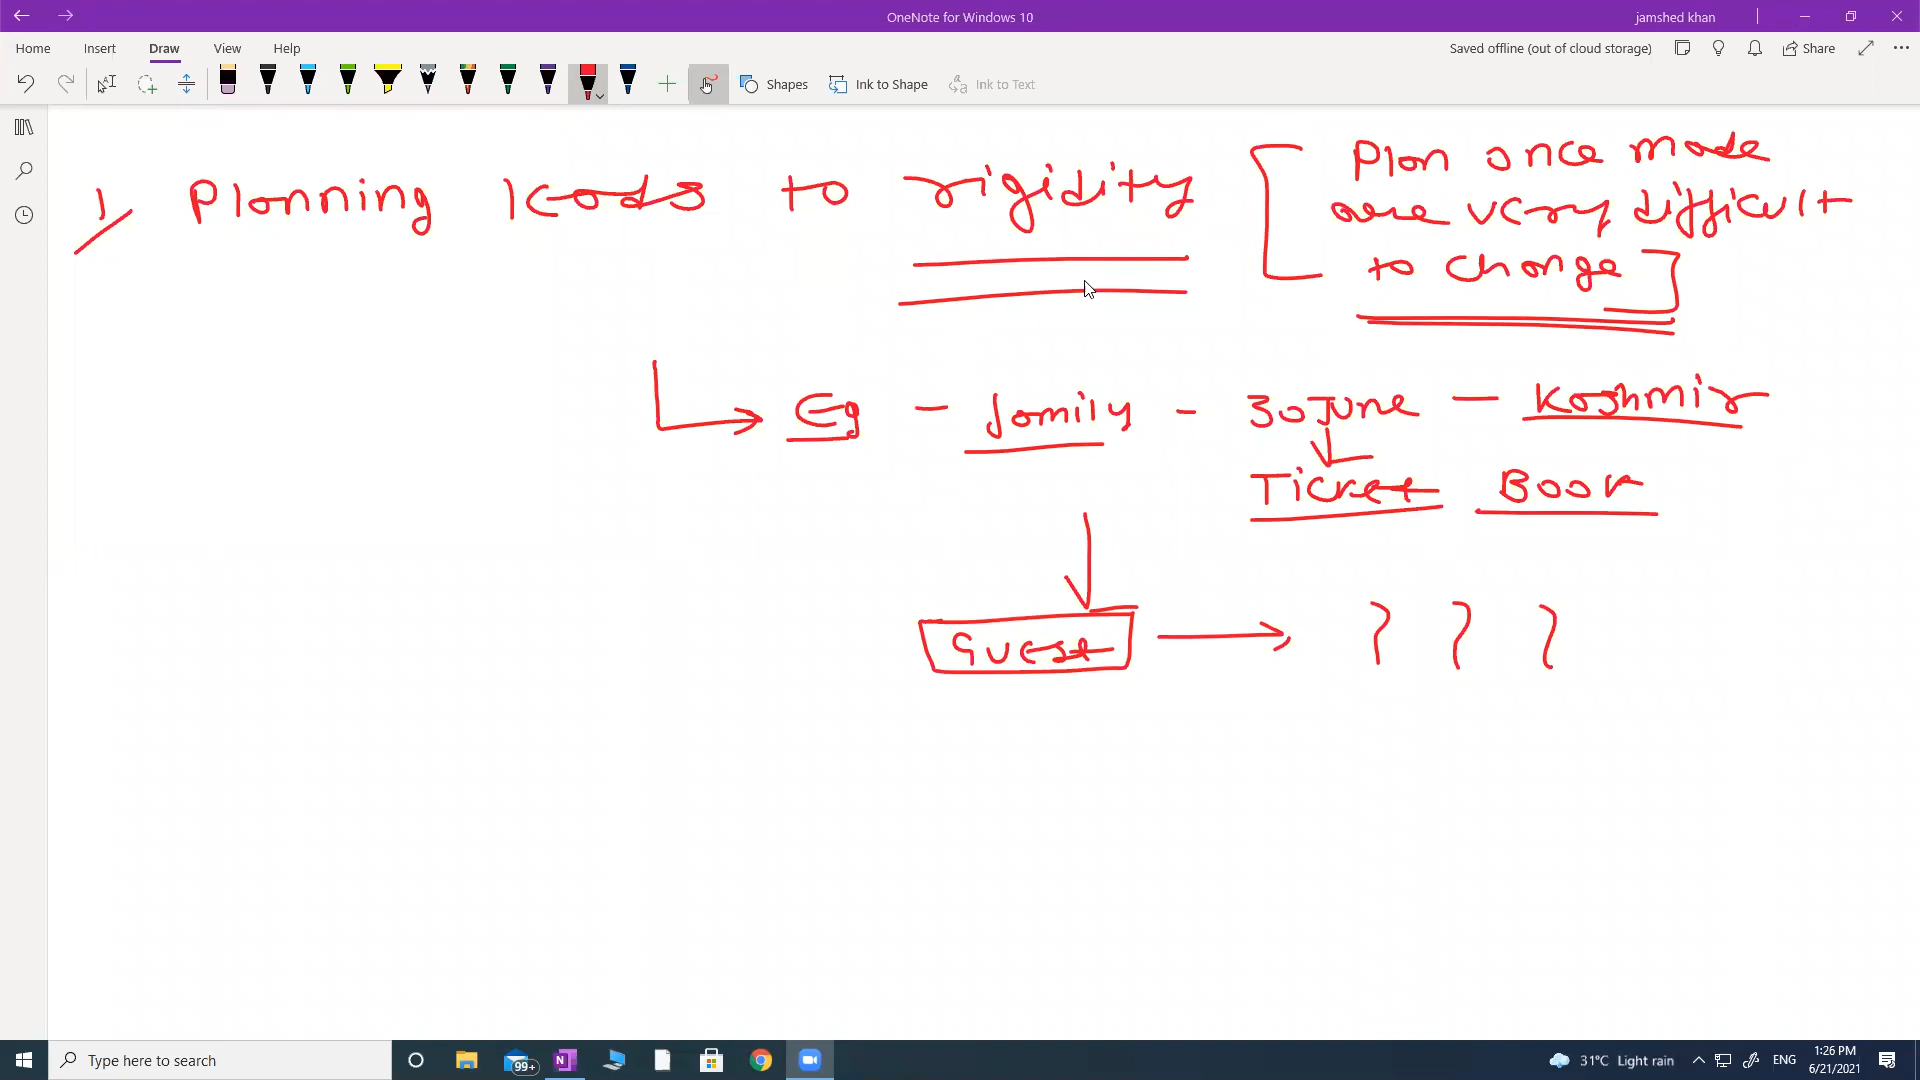 OneNote for Windows 10
jamshed khan
Home Insert Draw View Help
Saved offline (out of cloud storage) Share
Shapes Ink to Shape Ink to Text
1 Planning leads to rigidity
Plan once made
are very difficult
to change
Eg - family - 30 June - Kashmir
Ticket Book
Guest → ? ? ?
Type here to search
99+
31°C Light rain
ENG
1:26 PM
6/21/2021